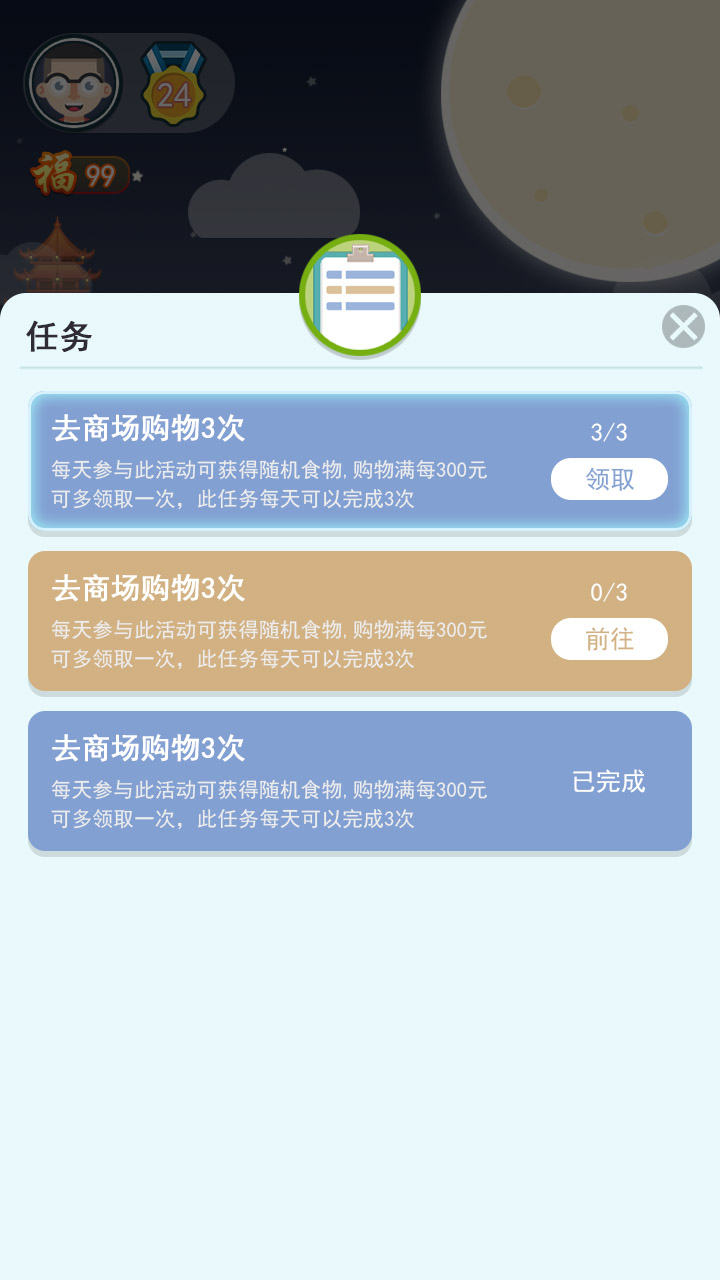 24
福 99
任务
去商场购物3次
3/3
每天参与此活动可获得随机食物,购物满每300元
可多领取一次，此任务每天可以完成3次
领取
去商场购物3次
0/3
每天参与此活动可获得随机食物,购物满每300元
可多领取一次，此任务每天可以完成3次
前往
去商场购物3次
每天参与此活动可获得随机食物,购物满每300元
可多领取一次，此任务每天可以完成3次
已完成